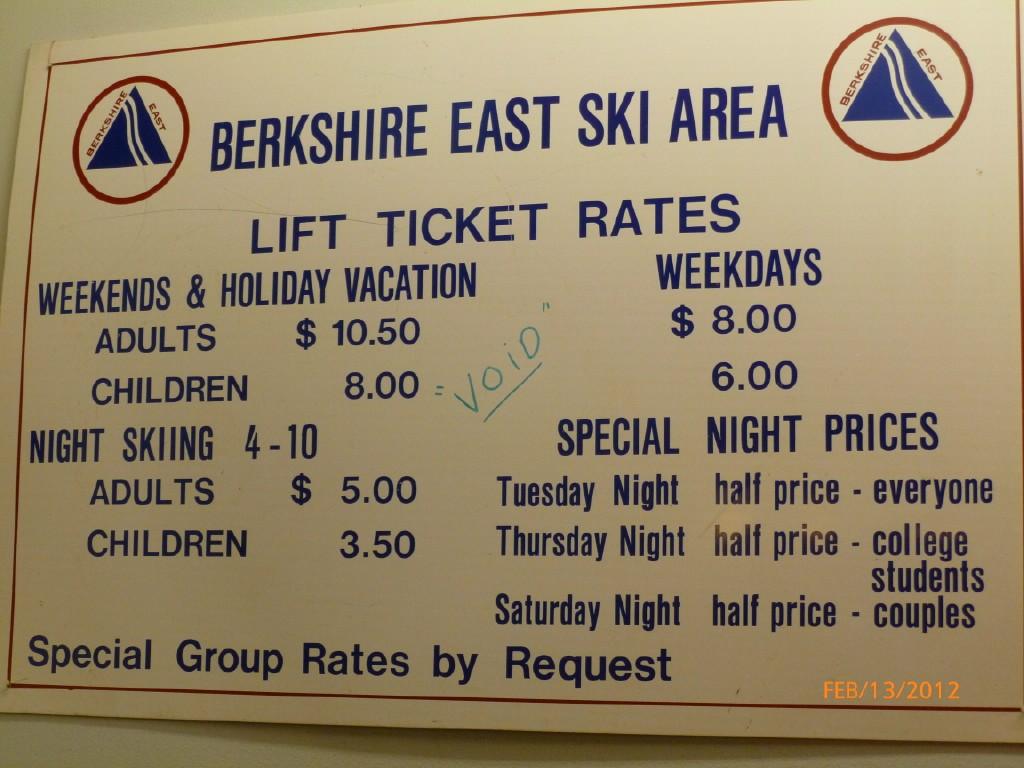 BERKSHIRE EAST
BERKSHIRE EAST
BERKSHIRE EAST SKI AREA
LIFT TICKET RATES
WEEKENDS & HOLIDAY VACATION WEEKDAYS
ADULTS $ 10.50 $ 8.00
CHILDREN 8.00 = VOID" 6.00
NIGHT SKIING 4-10 SPECIAL NIGHT PRICES
ADULTS $ 5.00 Tuesday Night half price - everyone
CHILDREN 3.50 Thursday Night half price - college
students
Saturday Night half price - couples
Special Group Rates by Request
FEB/13/2012